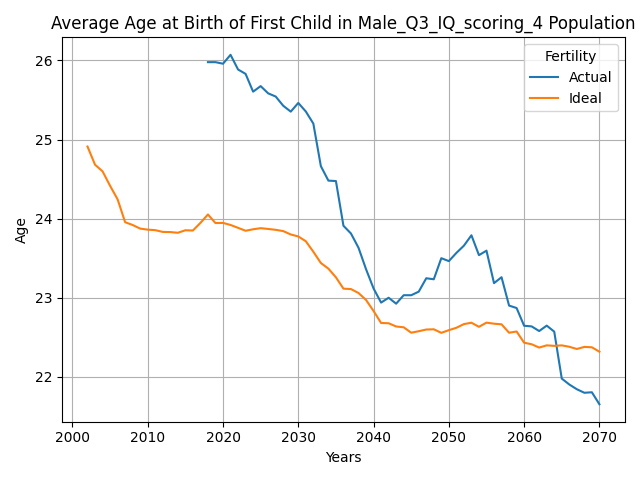 Average Age at Birth of First Child in Male_Q3_IQ_scoring_4 Population
Fertility
Actual
Ideal
Age
26
25
24
23
22
2000 2010 2020 2030 2040 2050 2060 2070
Years